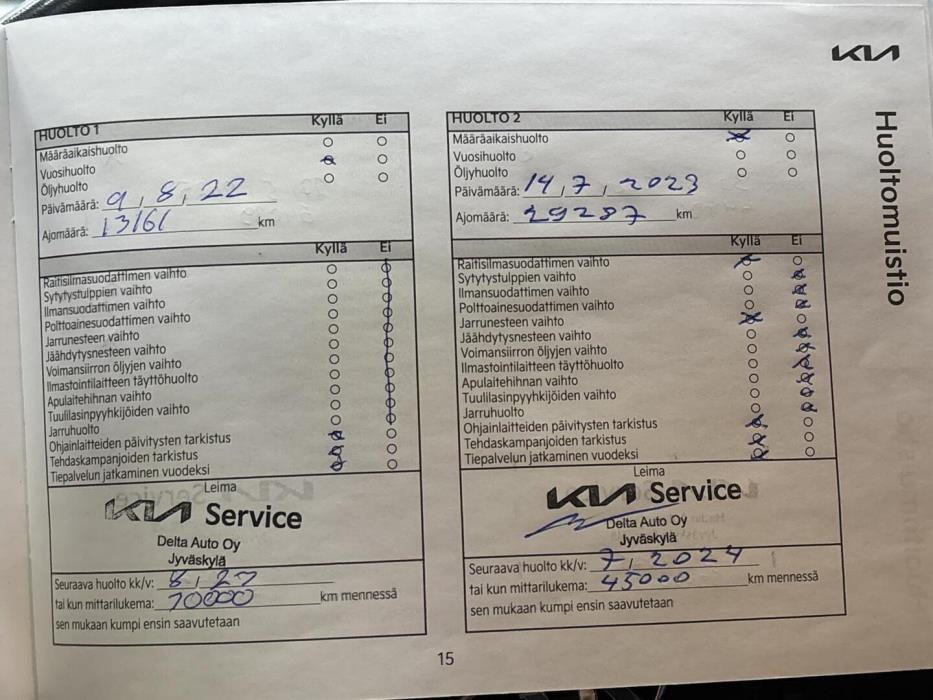 KIA
Huoltomuistio
HUOLTO 1 Kyllä Ei
Määräaikaishuolto
Vuosihuolto
Öljyhuolto
Päivämäärä: 9,8,22
Ajomäärä: 13161 km
Kyllä Ei
Raitisilmasuodattimen vaihto
Sytytystulppien vaihto
Ilmansuodattimen vaihto
Polttoainesuodattimen vaihto
Jarrunesteen vaihto
Jäähdytysnesteen vaihto
Voimansiirron öljyjen vaihto
Ilmastointilaitteen täyttöhuolto
Apulaitehihnan vaihto
Tuulilasinpyyhkijöiden vaihto
Jarruhuolto
Ohjainlaitteiden päivitysten tarkistus
Tehdaskampanjoiden tarkistus
Tiepalvelun jatkaminen vuodeksi
Leima
KIA Service
Delta Auto Oy
Jyväskylä
Seuraava huolto kk/v: 8,
tai kun mittarilukema: km mennessä
sen mukaan kumpi ensin saavutetaan
HUOLTO 2 Kyllä Ei
Määräaikaishuolto
Vuosihuolto
Öljyhuolto
Päivämäärä: 14,7,2023
Ajomäärä: 29287 km
Kyllä Ei
Raitisilmasuodattimen vaihto
Sytytystulppien vaihto
Ilmansuodattimen vaihto
Polttoainesuodattimen vaihto
Jarrunesteen vaihto
Jäähdytysnesteen vaihto
Voimansiirron öljyjen vaihto
Ilmastointilaitteen täyttöhuolto
Apulaitehihnan vaihto
Tuulilasinpyyhkijöiden vaihto
Jarruhuolto
Ohjainlaitteiden päivitysten tarkistus
Tehdaskampanjoiden tarkistus
Tiepalvelun jatkaminen vuodeksi
Leima
KIA Service
Delta Auto Oy
Jyväskylä
Seuraava huolto kk/v: 7, 2024
tai kun mittarilukema: 45000 km mennessä
sen mukaan kumpi ensin saavutetaan
15